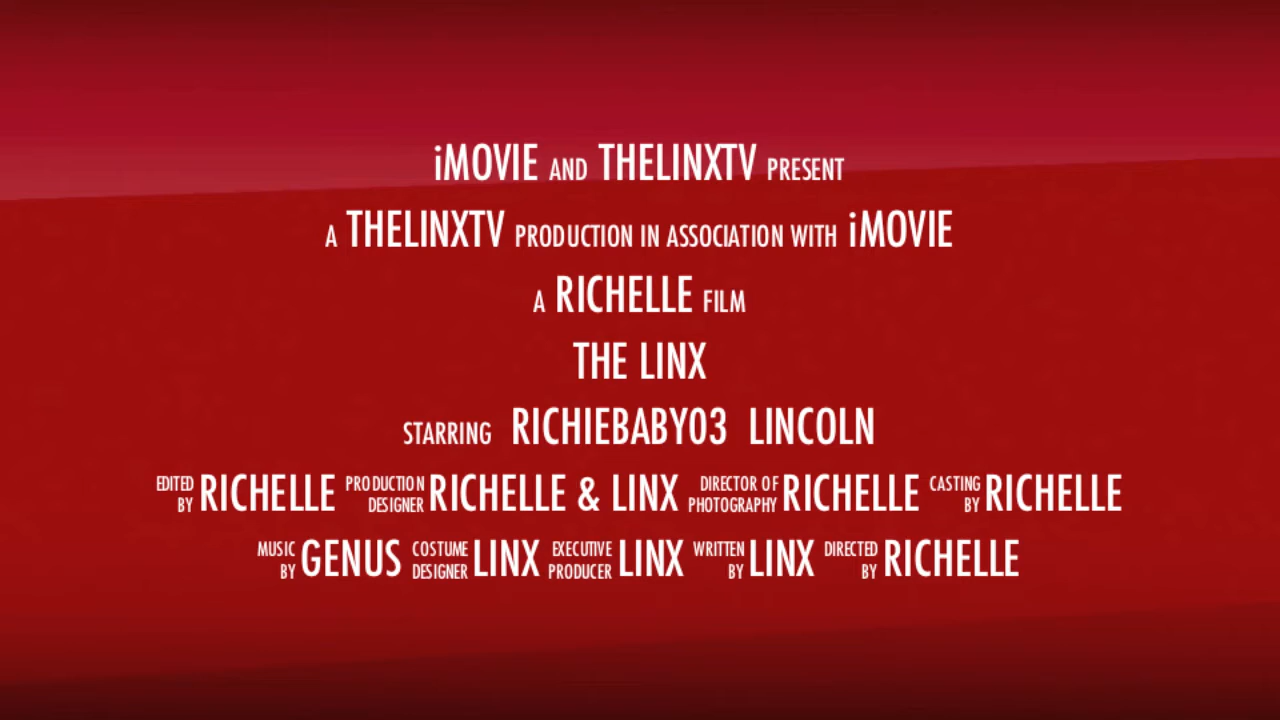 iMOVIE AND THELINXTV PRESENT
A THELINXTV PRODUCTION IN ASSOCIATION WITH iMOVIE
A RICHELLE FILM
THE LINX
STARRING RICHIEBABY03 LINCOLN
EDITED BY RICHELLE PRODUCTION DESIGNER RICHELLE & LINX DIRECTOR OF PHOTOGRAPHY RICHELLE CASTING BY RICHELLE
MUSIC BY GENUS COSTUME DESIGNER LINX EXECUTIVE PRODUCER LINX WRITTEN BY LINX DIRECTED BY RICHELLE